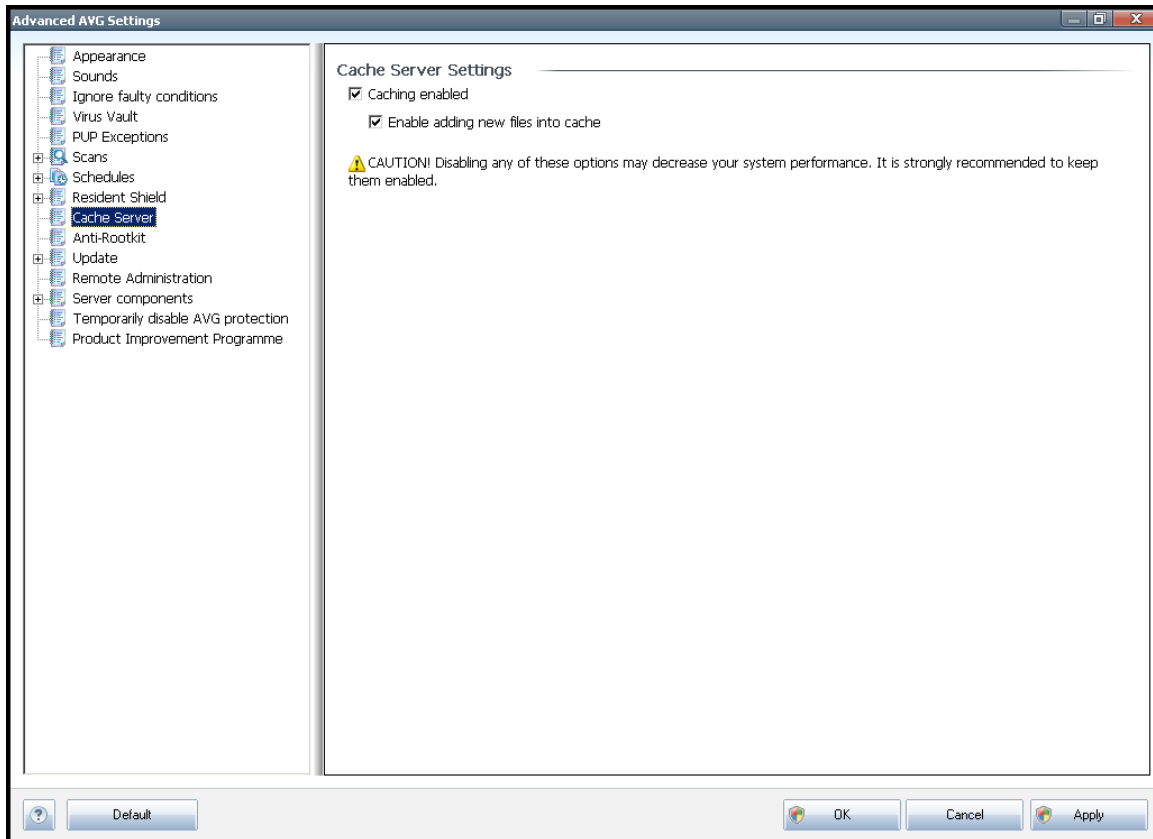 Advanced AVG Settings
Appearance
Sounds
Ignore faulty conditions
Virus Vault
PUP Exceptions
Scans
Schedules
Resident Shield
Cache Server
Anti-Rootkit
Update
Remote Administration
Server components
Temporarily disable AVG protection
Product Improvement Programme
Cache Server Settings
Caching enabled
Enable adding new files into cache
CAUTION! Disabling any of these options may decrease your system performance. It is strongly recommended to keep
them enabled.
?
Default
OK
Cancel
Apply